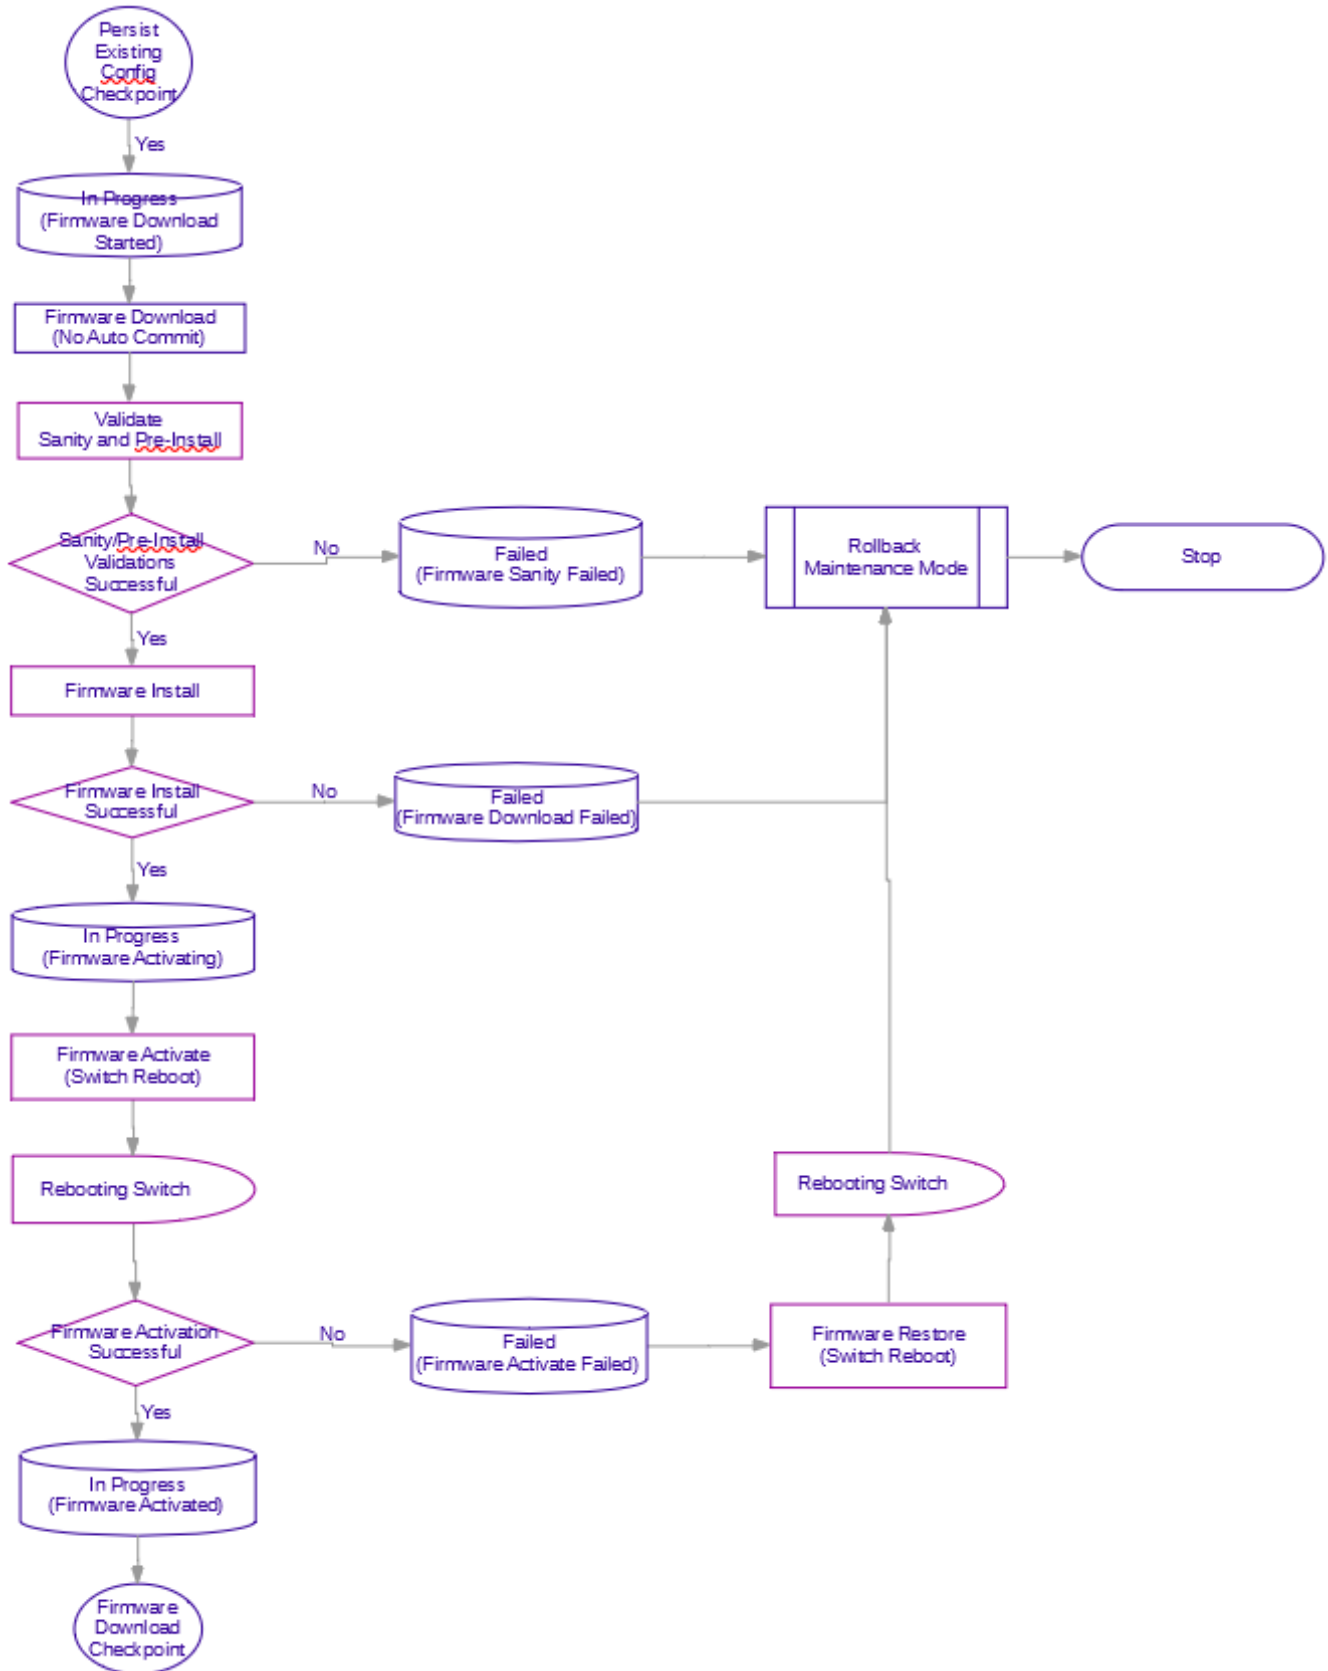 Persist
Existing
Config
Checkpoint
Yes
In Progress
(Firmware Download
Started)
Firmware Download
(No Auto Commit)
Validate
Sanity and Pre-Install
Sanity/Pre-Install
Validations
Successful
No
Failed
(Firmware Sanity Failed)
Rollback
Maintenance Mode
Stop
Yes
Firmware Install
Firmware Install
Successful
No
Failed
(Firmware Download Failed)
Yes
In Progress
(Firmware Activating)
Firmware Activate
(Switch Reboot)
Rebooting Switch
Rebooting Switch
Firmware Activation
Successful
No
Failed
(Firmware Activate Failed)
Firmware Restore
(Switch Reboot)
Yes
In Progress
(Firmware Activated)
Firmware
Download
Checkpoint